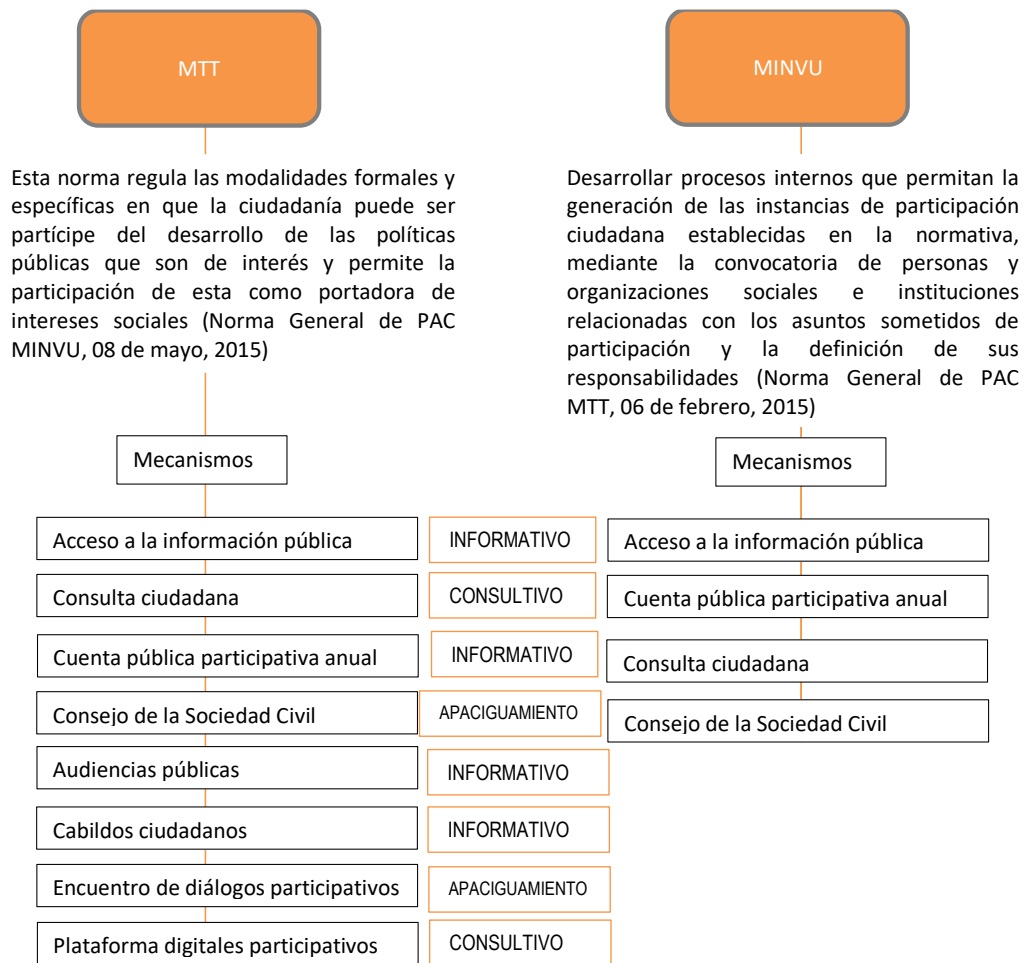 MTT
MINVU
Esta norma regula las modalidades formales y
específicas en que la ciudadanía puede ser
partícipe del desarrollo de las políticas
públicas que son de interés y permite la
participación de esta como portadora de
intereses sociales (Norma General de PAC
MINVU, 08 de mayo, 2015)
Desarrollar procesos internos que permitan la
generación de las instancias de participación
ciudadana establecidas en la normativa,
mediante la convocatoria de personas y
organizaciones sociales e instituciones
relacionadas con los asuntos sometidos de
participación y la definición de sus
responsabilidades (Norma General de PAC
MTT, 06 de febrero, 2015)
Mecanismos
Mecanismos
Acceso a la información pública
INFORMATIVO
Acceso a la información pública
Consulta ciudadana
CONSULTIVO
Cuenta pública participativa anual
Cuenta pública participativa anual
INFORMATIVO
Consulta ciudadana
Consejo de la Sociedad Civil
APACIGUAMIENTO
Consejo de la Sociedad Civil
Audiencias públicas
INFORMATIVO
Cabildos ciudadanos
INFORMATIVO
Encuentro de diálogos participativos
APACIGUAMIENTO
Plataforma digitales participativos
CONSULTIVO